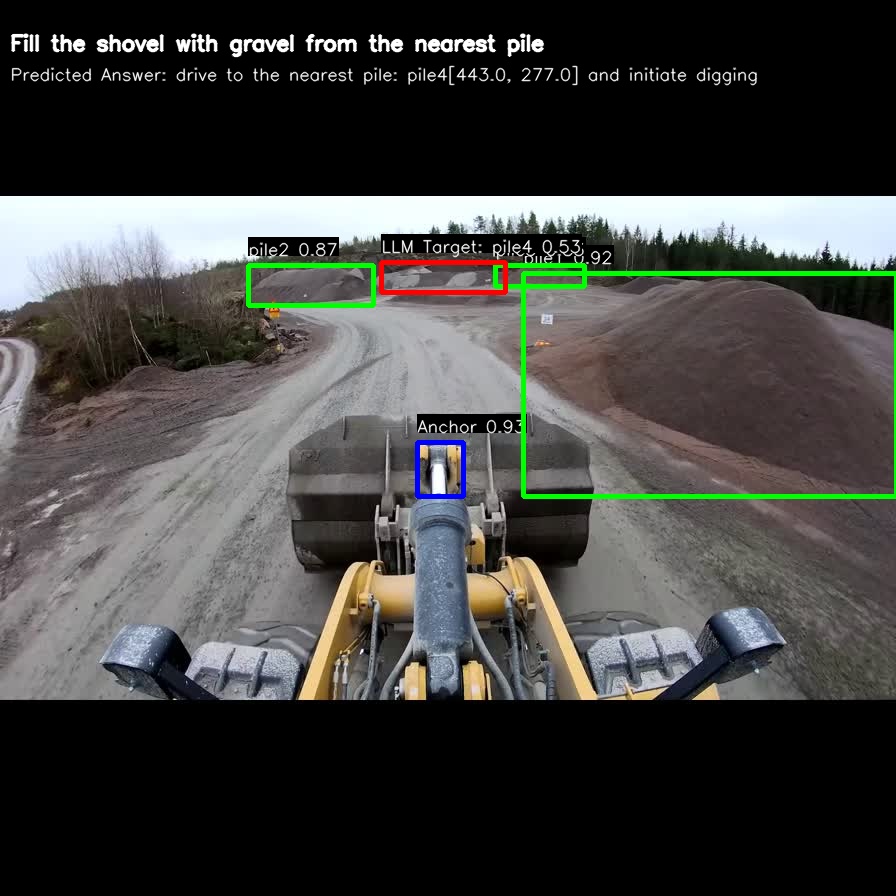 Fill the shovel with gravel from the nearest pile
Predicted Answer: drive to the nearest pile: pile4[443.0, 277.0] and initiate digging
pile2 0.87
LLM Target: pile4 0.53
pile1 0.92
Anchor 0.93